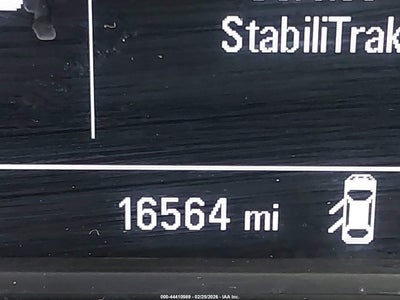 StabiliTrak
16564 mi
000-44410569 - 02/25/2026 - IAA Inc.